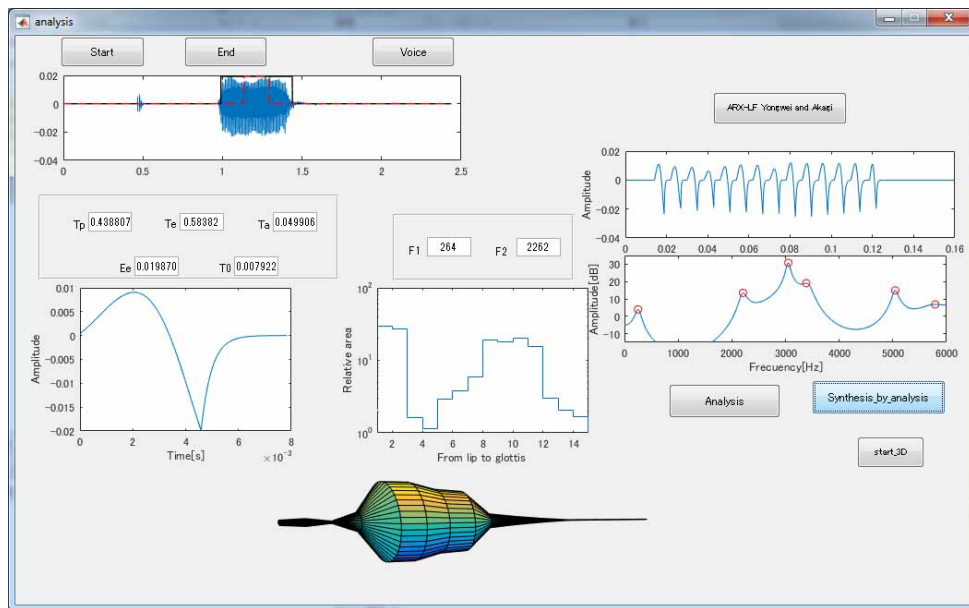 analysis
Start End Voice
0.02
0
-0.02
-0.04
0 0.5 1 1.5 2 2.5
ARX-LF Yongwei and Akagi
Amplitude
0.02
0
-0.02
-0.04
0 0.02 0.04 0.06 0.08 0.1 0.12 0.14 0.16
Tp 0.438807 Te 0.58382 Ta 0.049906
Ee 0.019870 T0 0.007922
F1 264 F2 2262
Amplitude[dB]
30
20
10
0
-10
0 1000 2000 3000 4000 5000 6000
Frecuency[Hz]
Amplitude
0.01
0.005
0
-0.005
-0.01
-0.015
-0.02
0 2 4 6 8
Time[s] ×10⁻³
Relative area
10²
10¹
10⁰
2 4 6 8 10 12 14
From lip to glottis
Analysis Synthesis_by_analysis
start_3D